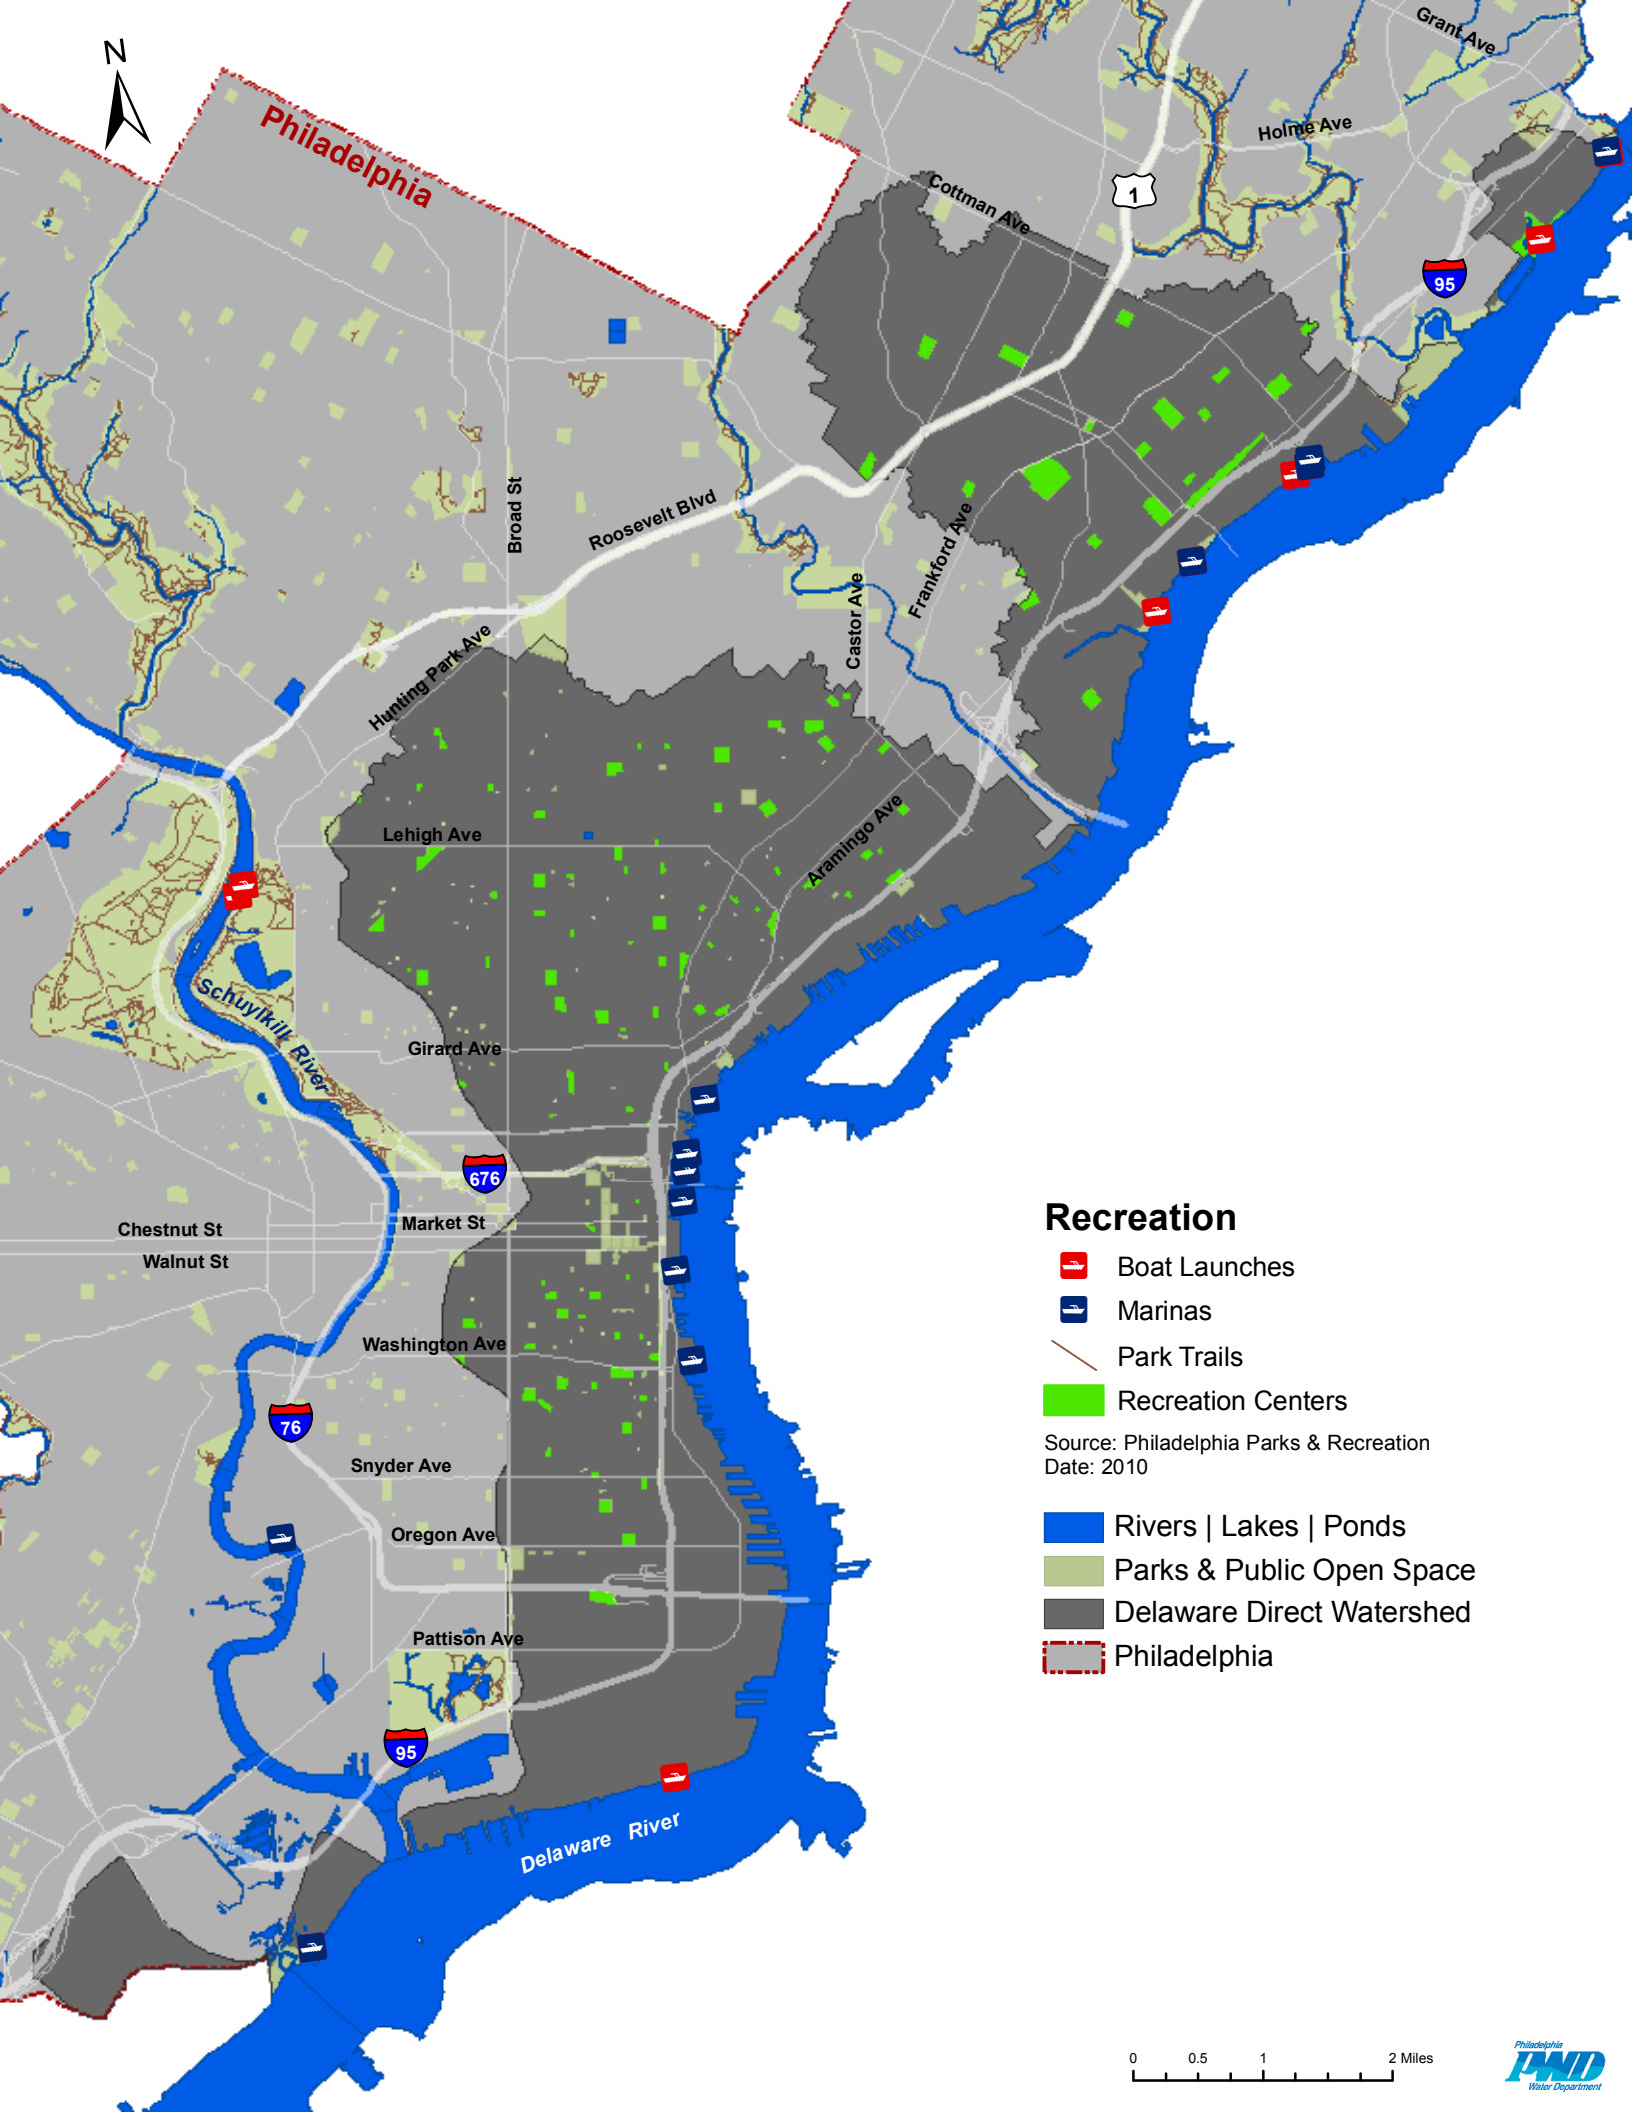 Grant Ave
N
Philadelphia
Holme Ave
Cottman Ave
1
95
Broad St
Roosevelt Blvd
Frankford Ave
Castor Ave
Hunting Park Ave
Lehigh Ave
Aramingo Ave
Schuylkill River
Girard Ave
676
Market St
Chestnut St
Walnut St
Washington Ave
76
Snyder Ave
Oregon Ave
Pattison Ave
95
Delaware River
Recreation
Boat Launches
Marinas
Park Trails
Recreation Centers
Source: Philadelphia Parks & Recreation
Date: 2010
Rivers | Lakes | Ponds
Parks & Public Open Space
Delaware Direct Watershed
Philadelphia
0 0.5 1 2 Miles
Philadelphia
PWD
Water Department